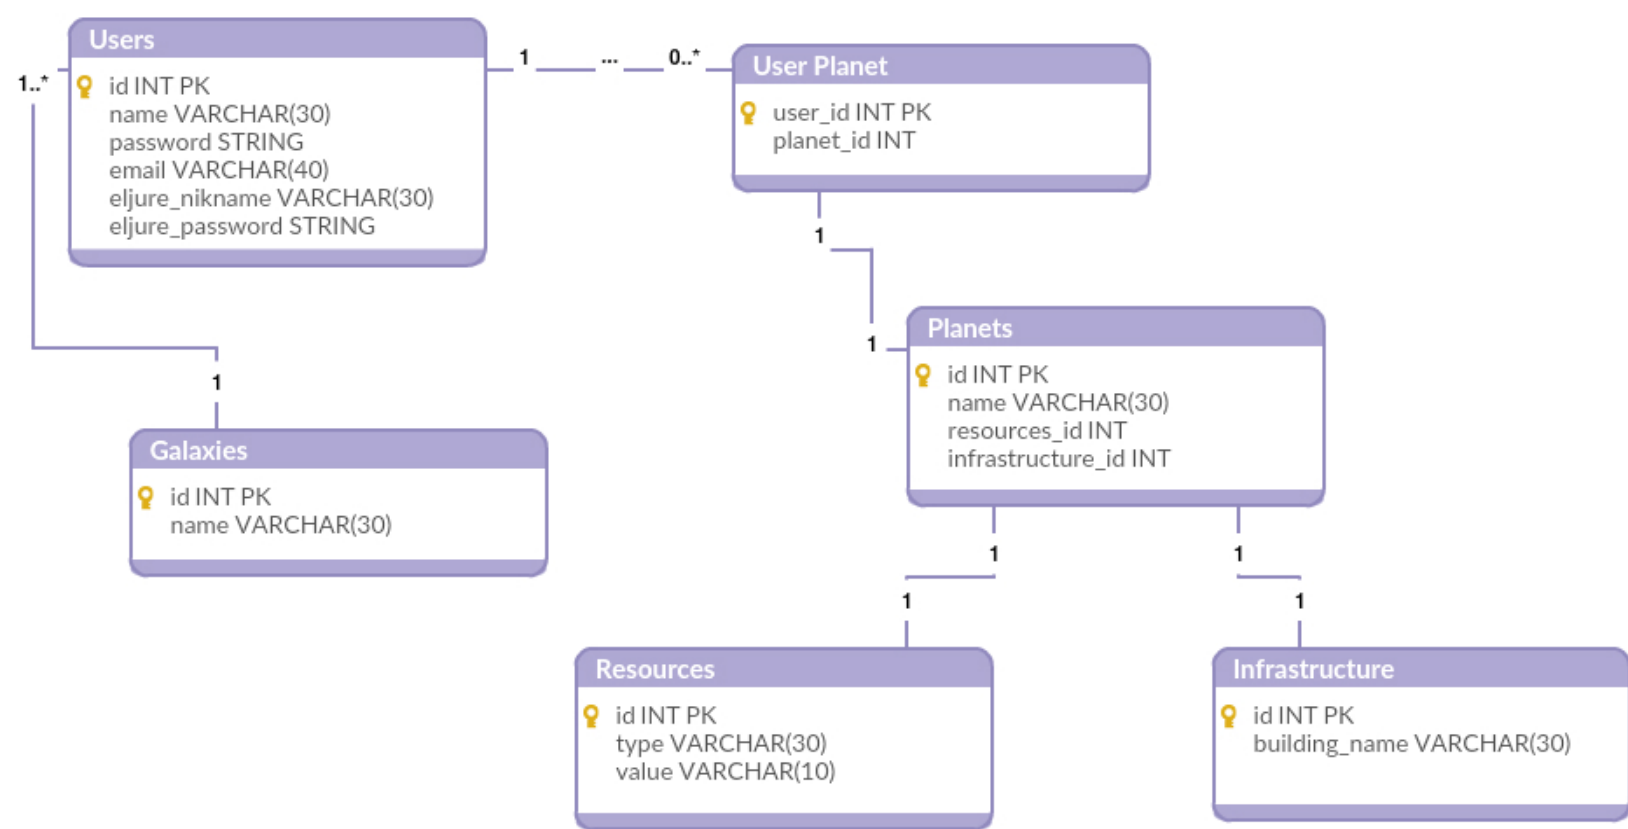 Users
id INT PK
name VARCHAR(30)
password STRING
email VARCHAR(40)
eljure_nikname VARCHAR(30)
eljure_password STRING
1..*
1
...
0..*
User Planet
user_id INT PK
planet_id INT
1
1
Planets
id INT PK
name VARCHAR(30)
resources_id INT
infrastructure_id INT
1
Galaxies
id INT PK
name VARCHAR(30)
1
1
1
1
Resources
id INT PK
type VARCHAR(30)
value VARCHAR(10)
Infrastructure
id INT PK
building_name VARCHAR(30)